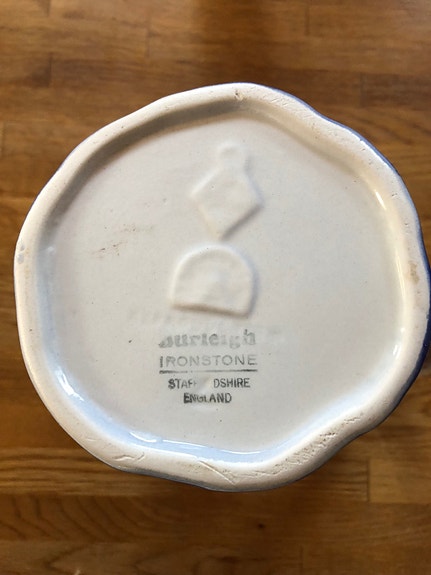 Burleigh
IRONSTONE
STAFF DSHIRE
ENGLAND